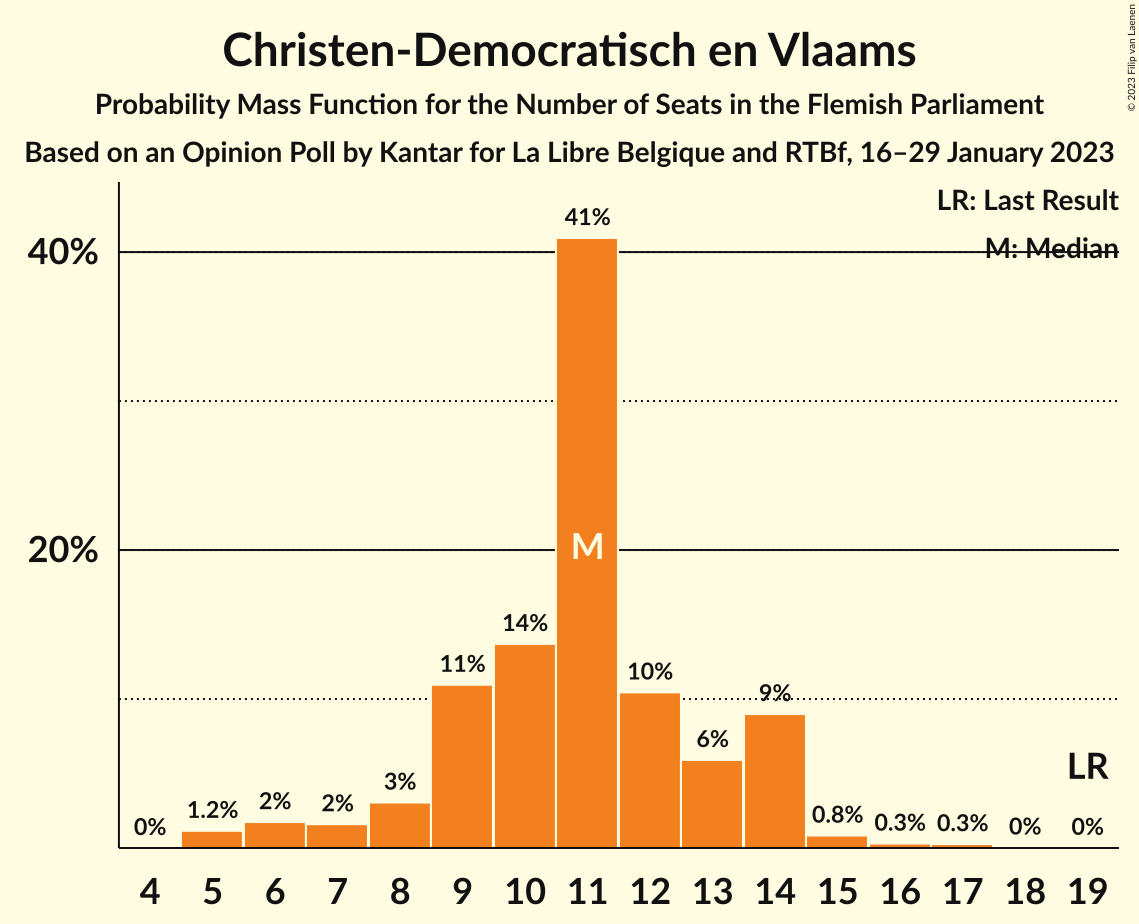 Christen-Democratisch en Vlaams
Probability Mass Function for the Number of Seats in the Flemish Parliament
Based on an Opinion Poll by Kantar for La Libre Belgique and RTBf, 16–29 January 2023
© 2023 Filip van Laenen
LR: Last Result
M: Median
40%
20%
0%
1.2%
2%
2%
3%
11%
14%
41%
10%
6%
9%
0.8%
0.3%
0.3%
0%
0%
M
LR
4 5 6 7 8 9 10 11 12 13 14 15 16 17 18 19